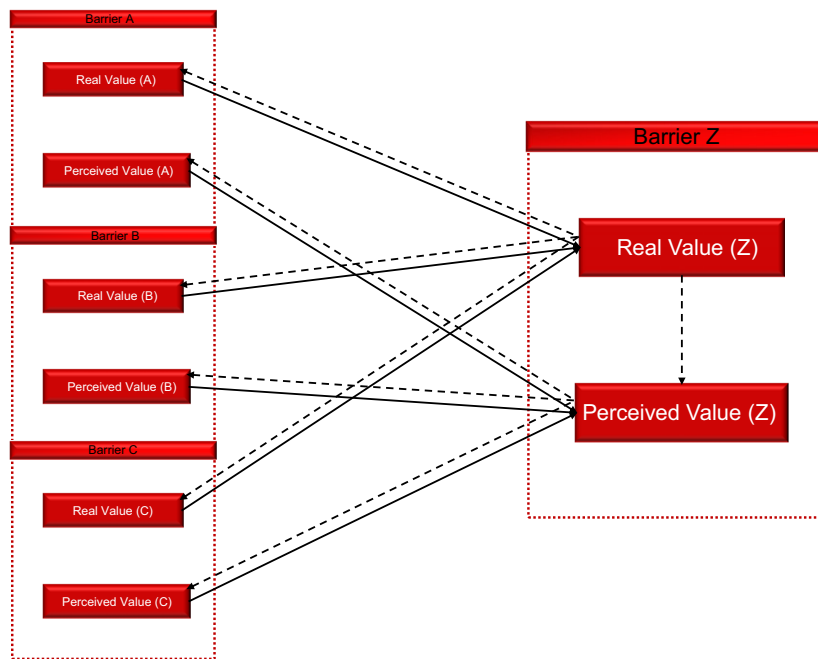 Barrier A
Real Value (A)
Perceived Value (A)
Barrier B
Real Value (B)
Perceived Value (B)
Barrier C
Real Value (C)
Perceived Value (C)
Barrier Z
Real Value (Z)
Perceived Value (Z)